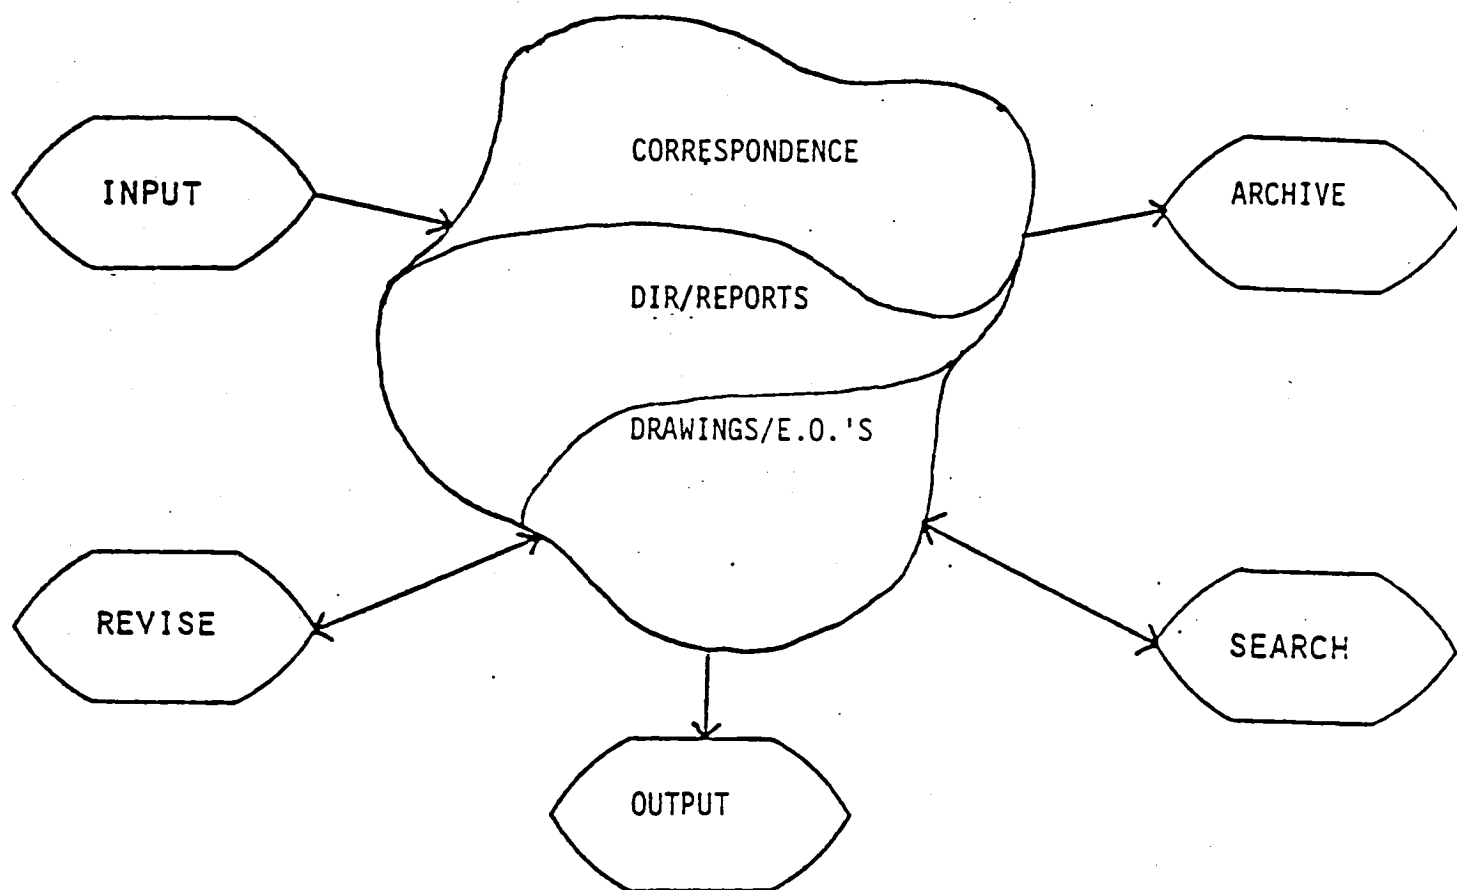 CORRESPONDENCE
INPUT
ARCHIVE
DIR/REPORTS
DRAWINGS/E.O.'S
REVISE
SEARCH
OUTPUT